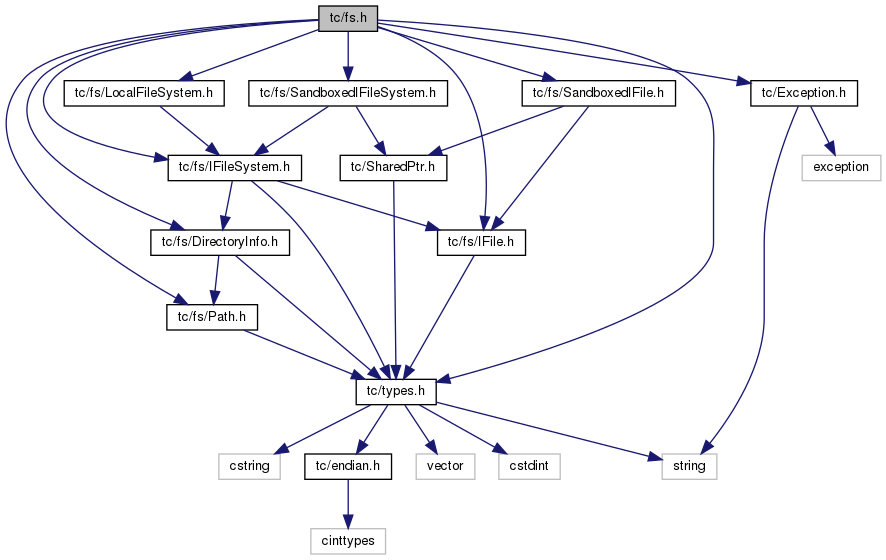 tc/fs.h
tc/fs/LocalFileSystem.h
tc/fs/SandboxedIFileSystem.h
tc/fs/SandboxedIFile.h
tc/Exception.h
tc/fs/IFileSystem.h
tc/SharedPtr.h
exception
tc/fs/DirectoryInfo.h
tc/fs/IFile.h
tc/fs/Path.h
tc/types.h
cstring
tc/endian.h
vector
cstdint
string
cinttypes